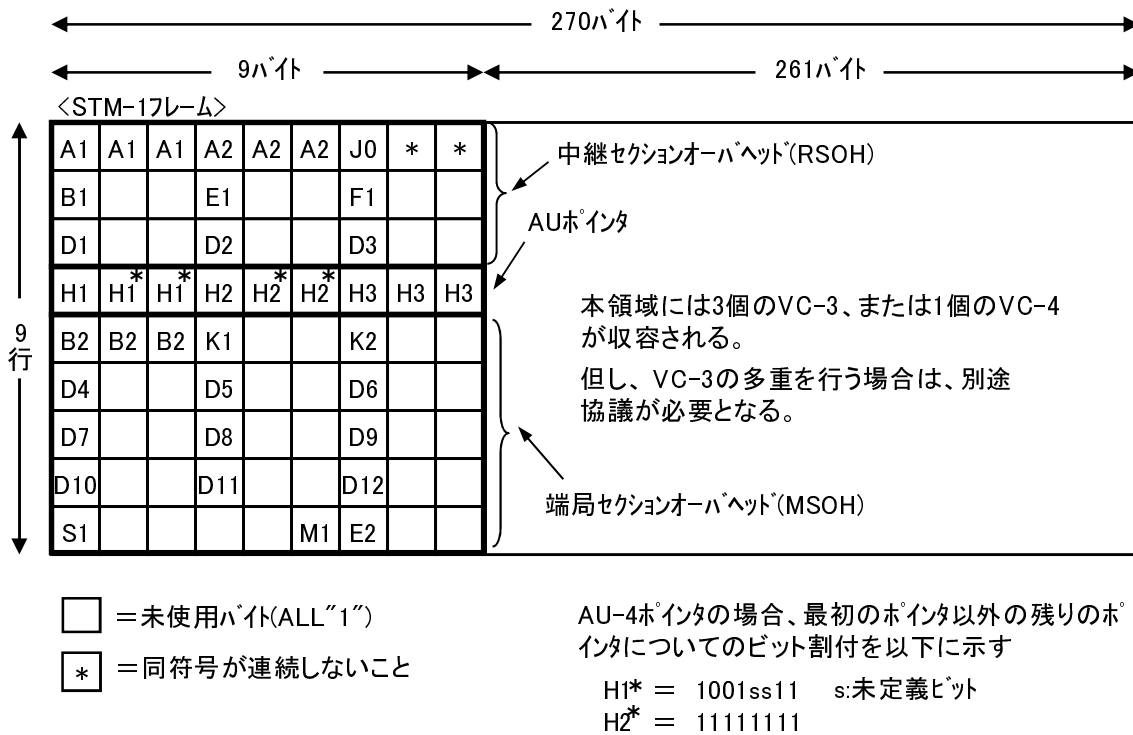 270ﾊﾞｲﾄ
9ﾊﾞｲﾄ 261ﾊﾞｲﾄ
<STM-1ﾌﾚｰﾑ>
A1 A1 A1 A2 A2 A2 J0 * *
中継ｾｸｼｮﾝｵｰﾊﾞﾍｯﾄﾞ(RSOH)
B1 E1 F1
AUﾎﾟｲﾝﾀ
D1 D2 D3
H1 H1* H1* H2 H2* H2* H3 H3 H3
本領域には3個のVC-3、または1個のVC-4
が収容される。
但し、VC-3の多重を行う場合は、別途
協議が必要となる。
9
行
B2 B2 B2 K1 K2
D4 D5 D6
D7 D8 D9
D10 D11 D12
端局ｾｸｼｮﾝｵｰﾊﾞﾍｯﾄﾞ(MSOH)
S1 M1 E2
=未使用ﾊﾞｲﾄ(ALL"1")
* =同符号が連続しないこと
AU-4ﾎﾟｲﾝﾀの場合、最初のﾎﾟｲﾝﾀ以外の残りのﾎﾟ
ｲﾝﾀについてのビット割付を以下に示す
H1* = 1001ss11 s:未定義ﾋﾞｯﾄ
H2* = 11111111